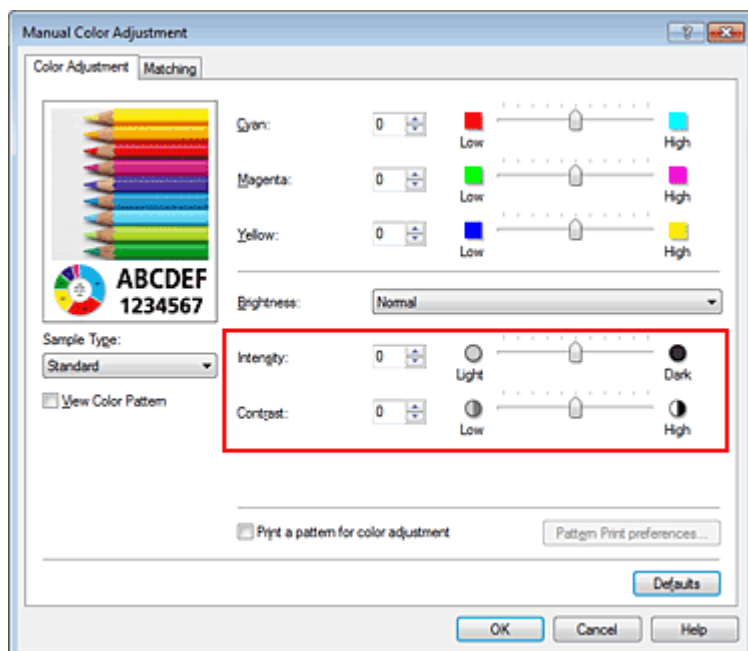 Manual Color Adjustment
Color Adjustment Matching
Cyan: 0 Low High
Magenta: 0 Low High
Yellow: 0 Low High
ABCDEF
1234567
Brightness: Normal
Sample Type:
Standard
View Color Pattern
Intensity: 0 Light Dark
Contrast: 0 Low High
Print a pattern for color adjustment Pattern Print preferences...
Defaults
OK Cancel Help